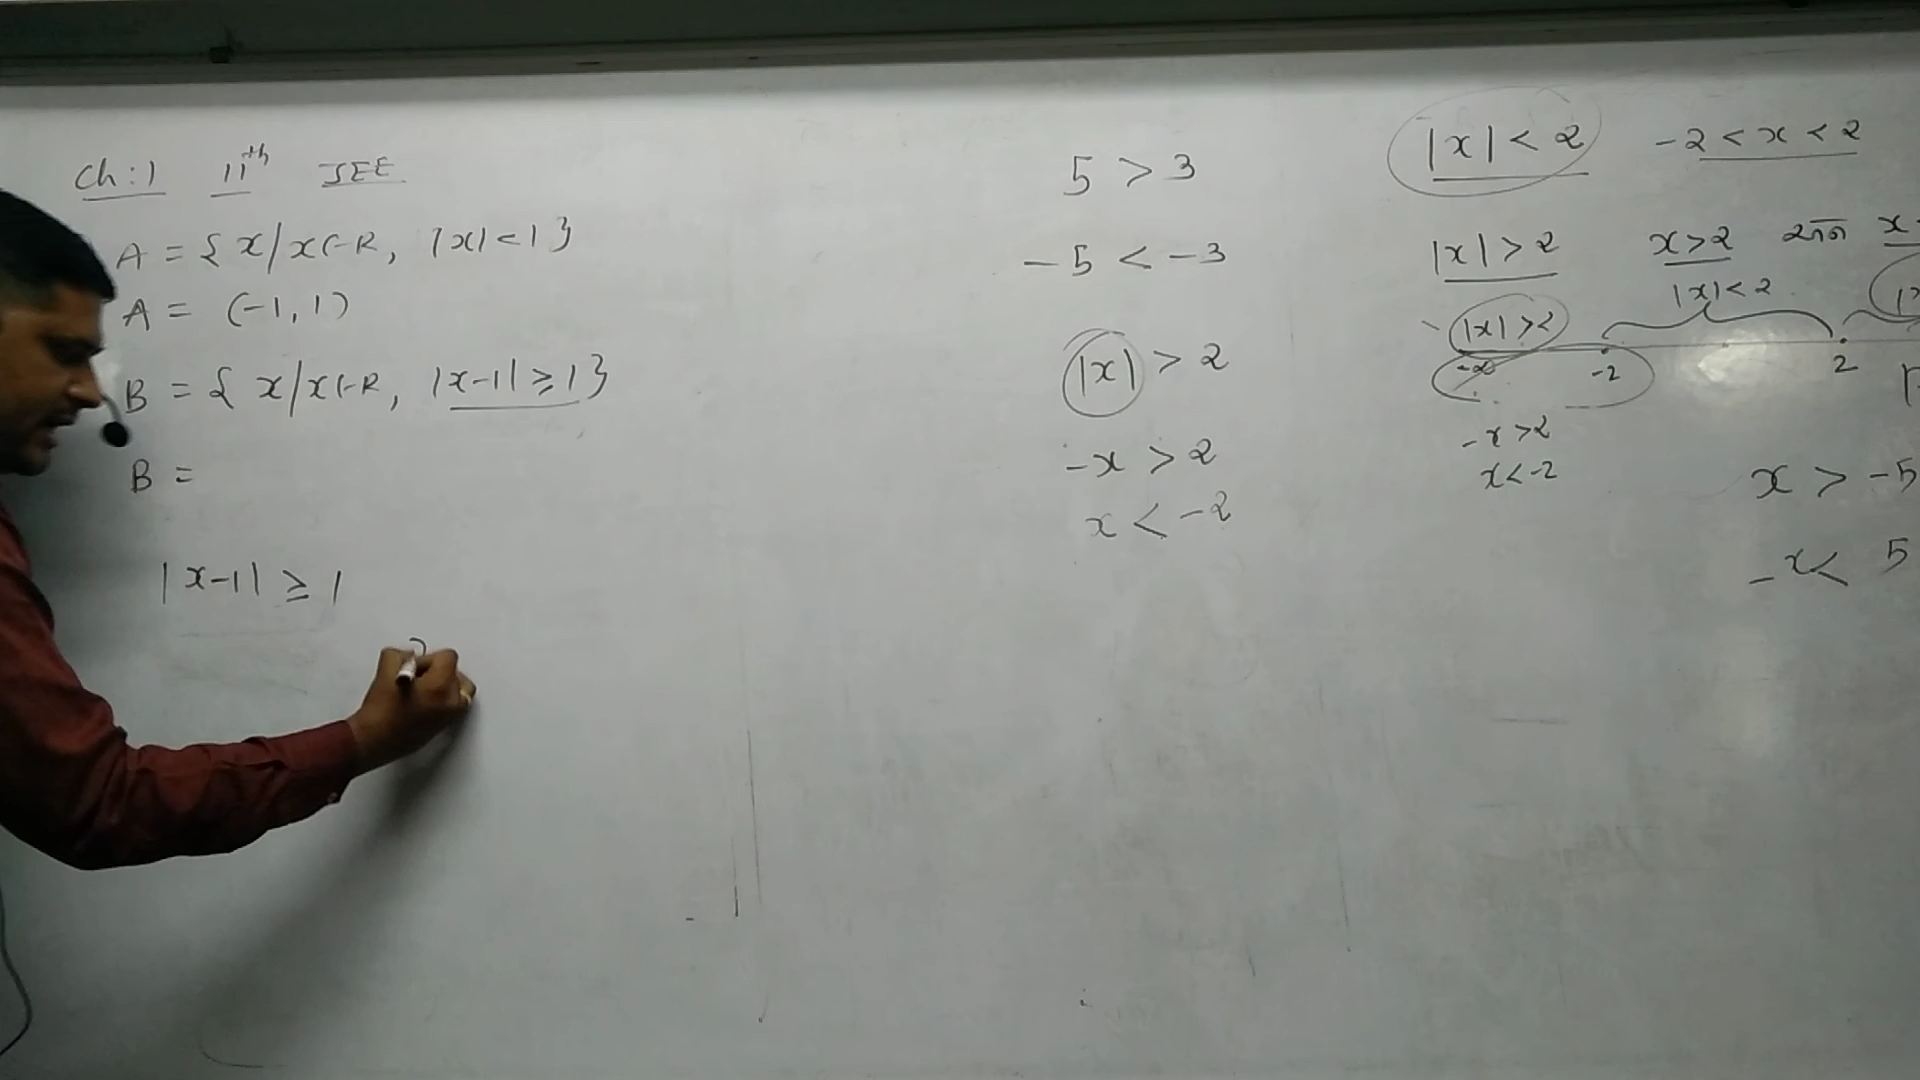 Ch:1 11th JEE
A = {x/x∈R, |x|<1}
A = (-1, 1)
B = {x/x∈R, |x-1| ≥ 1}
B =
|x-1| ≥ 1
5 > 3
-5 < -3
|x| > 2
-x > 2
x < -2
|x| < 2 -2 < x < 2
|x| > 2 x > 2 અને x
|x| < 2
|x| > 2
-∞ -2 2
-x > 2
x < -2
x > -5
-x < 5